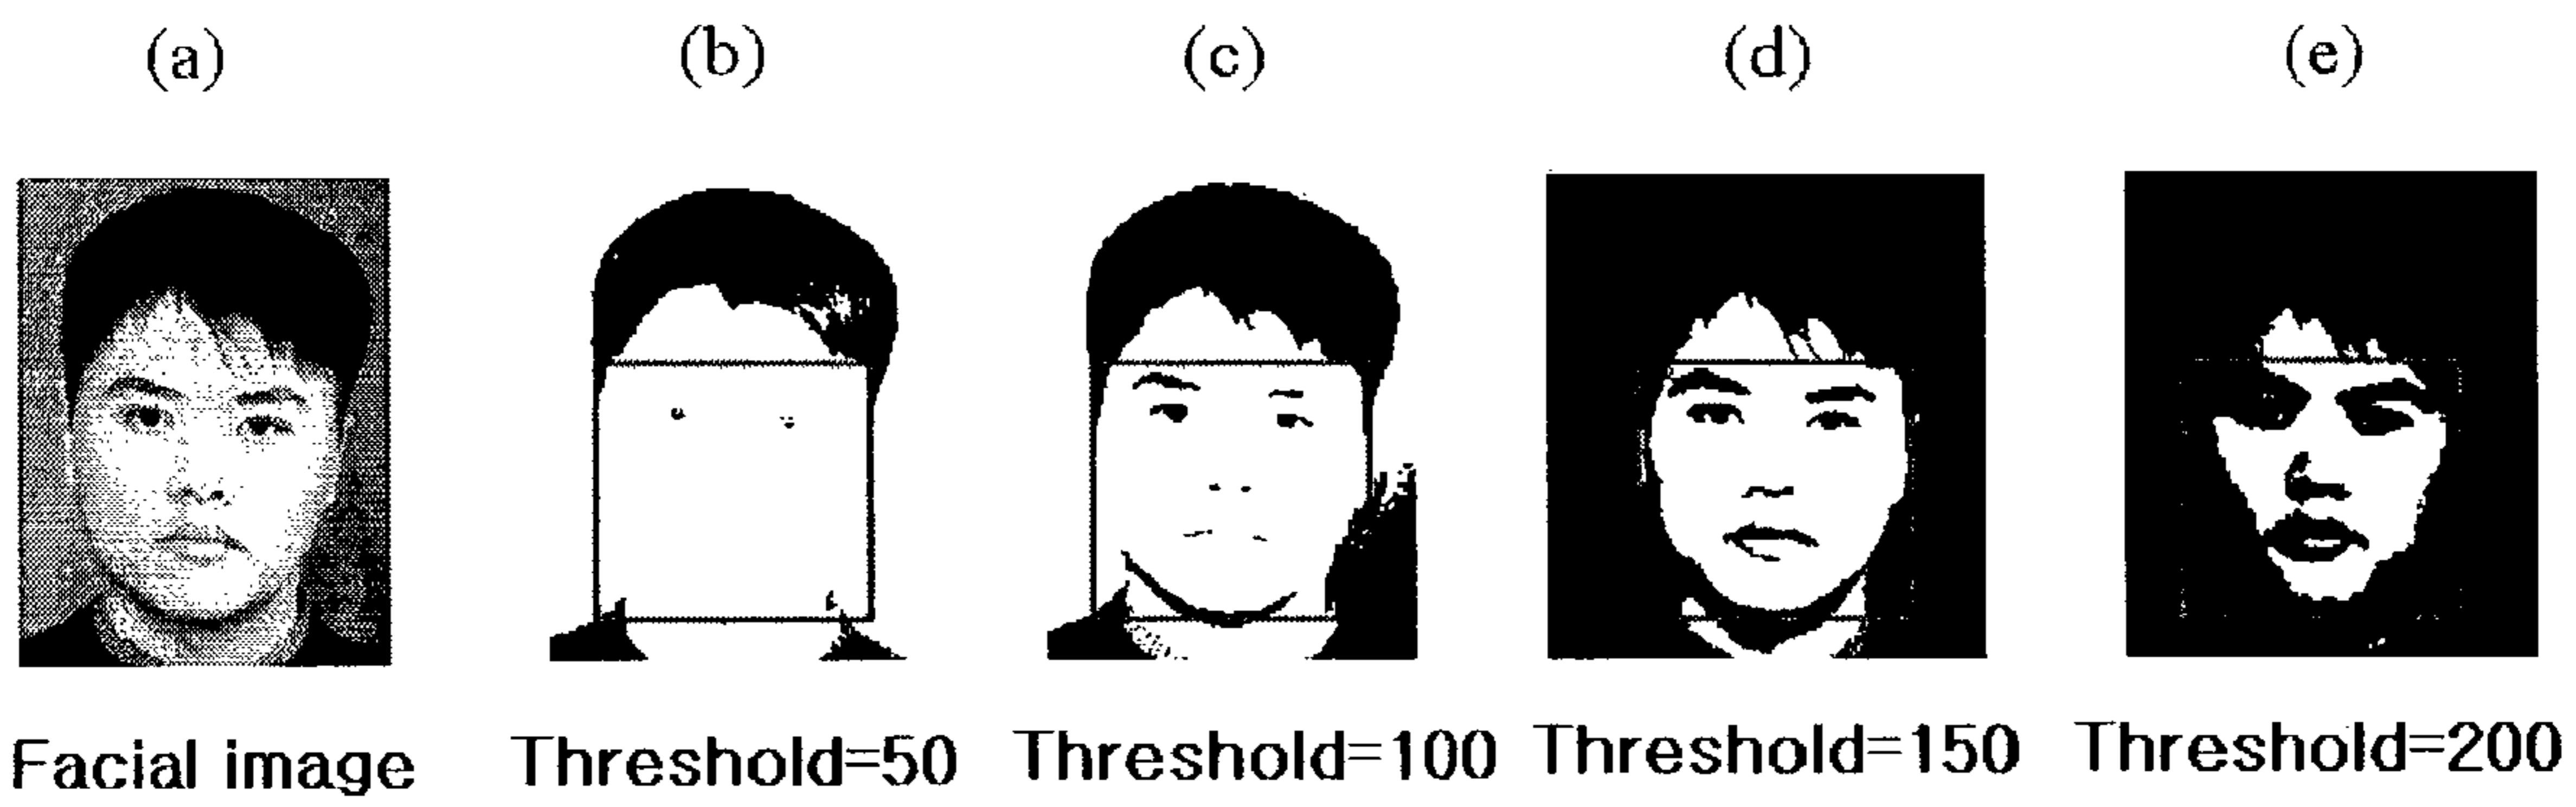 (a) (b) (c) (d) (e)
Facial image Threshold=50 Threshold=100 Threshold=150 Threshold=200